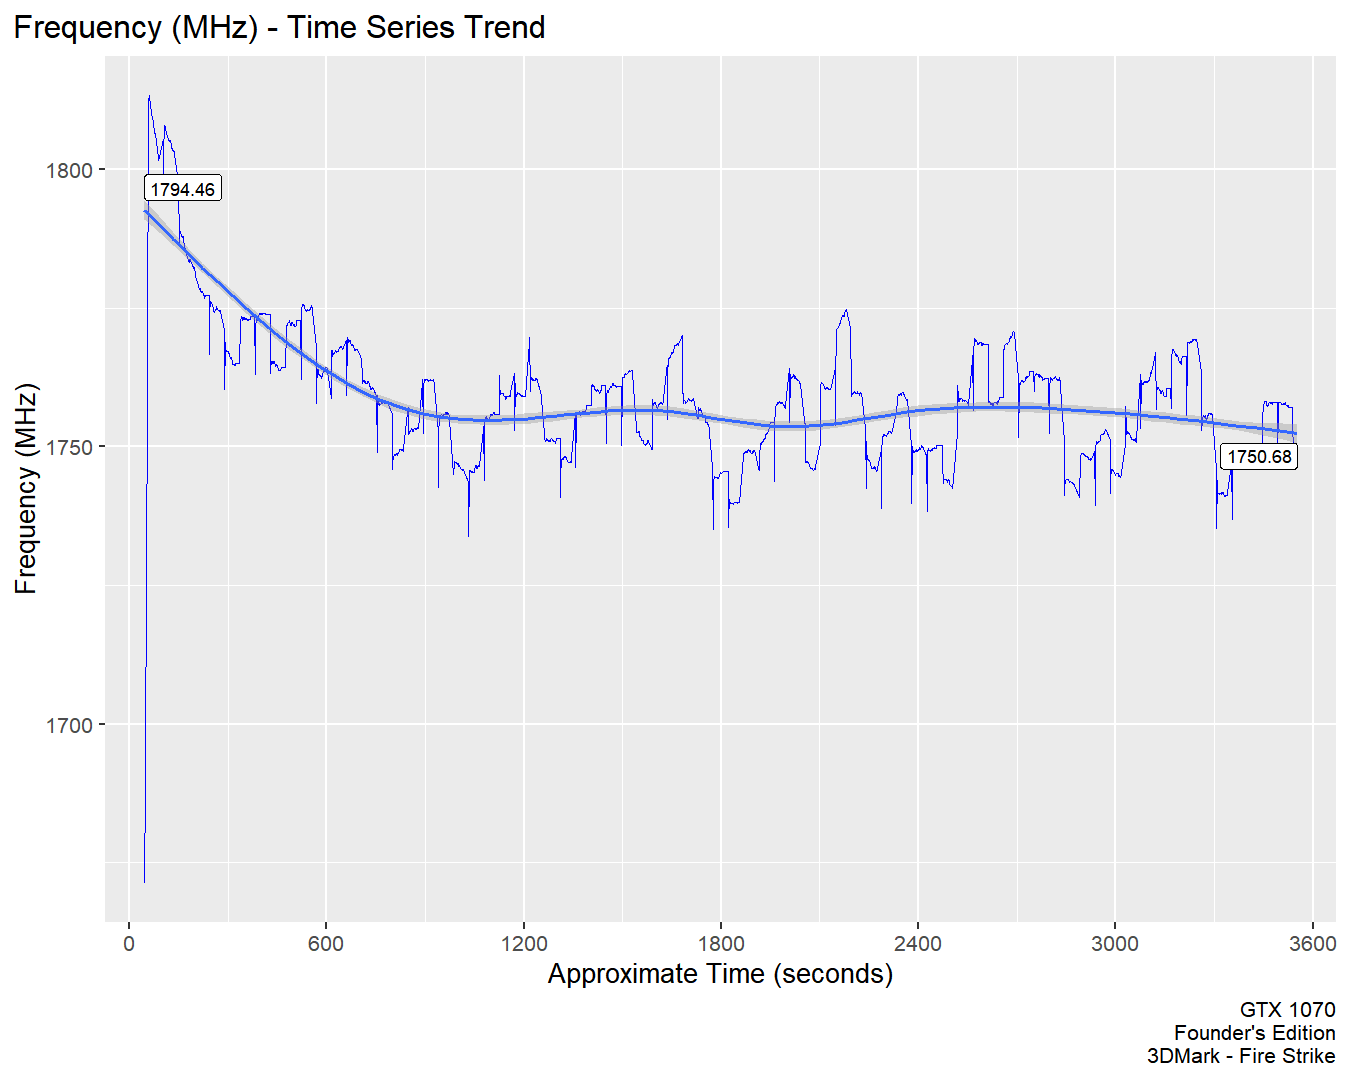 Frequency (MHz) - Time Series Trend
1800
1794.46
1750
1750.68
1700
Frequency (MHz)
0 600 1200 1800 2400 3000 3600
Approximate Time (seconds)
GTX 1070
Founder's Edition
3DMark - Fire Strike